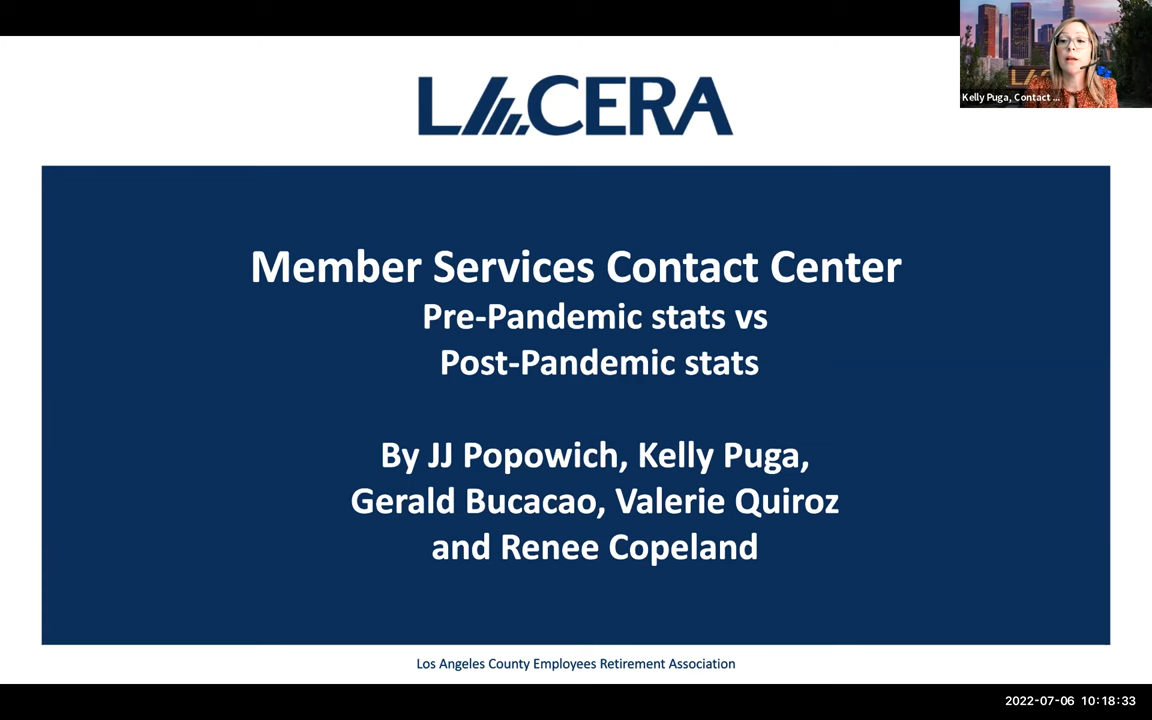 LACERA
Kelly Puga, Contact ...
Member Services Contact Center
Pre-Pandemic stats vs
Post-Pandemic stats
By JJ Popowich, Kelly Puga,
Gerald Bucacao, Valerie Quiroz
and Renee Copeland
Los Angeles County Employees Retirement Association
2022-07-06 10:18:33